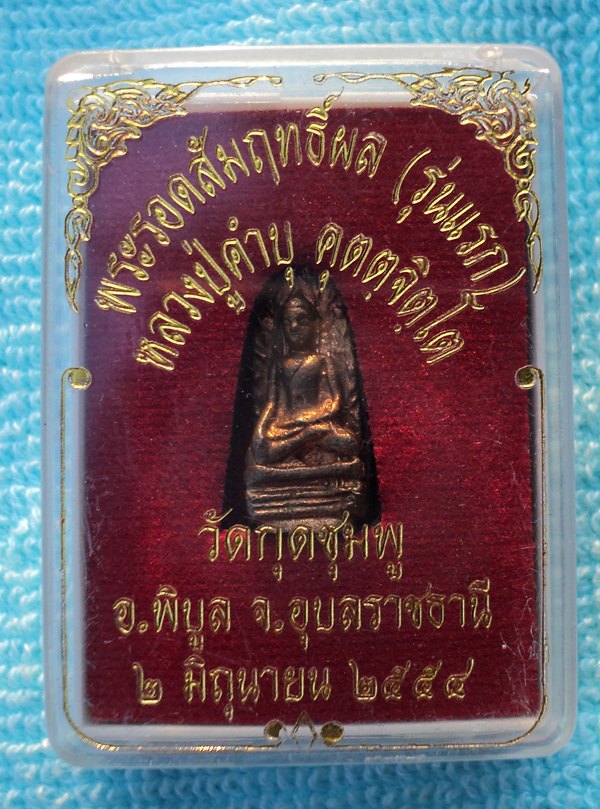 พระรอดสัมฤทธิ์ผล (รุ่นแรก)
หลวงปู่คำบุ คุตตฺจิตฺโต
วัดกุดชุมพู
อ.พิบูล จ.อุบลราชธานี
๒ มิถุนายน ๒๕๕๔